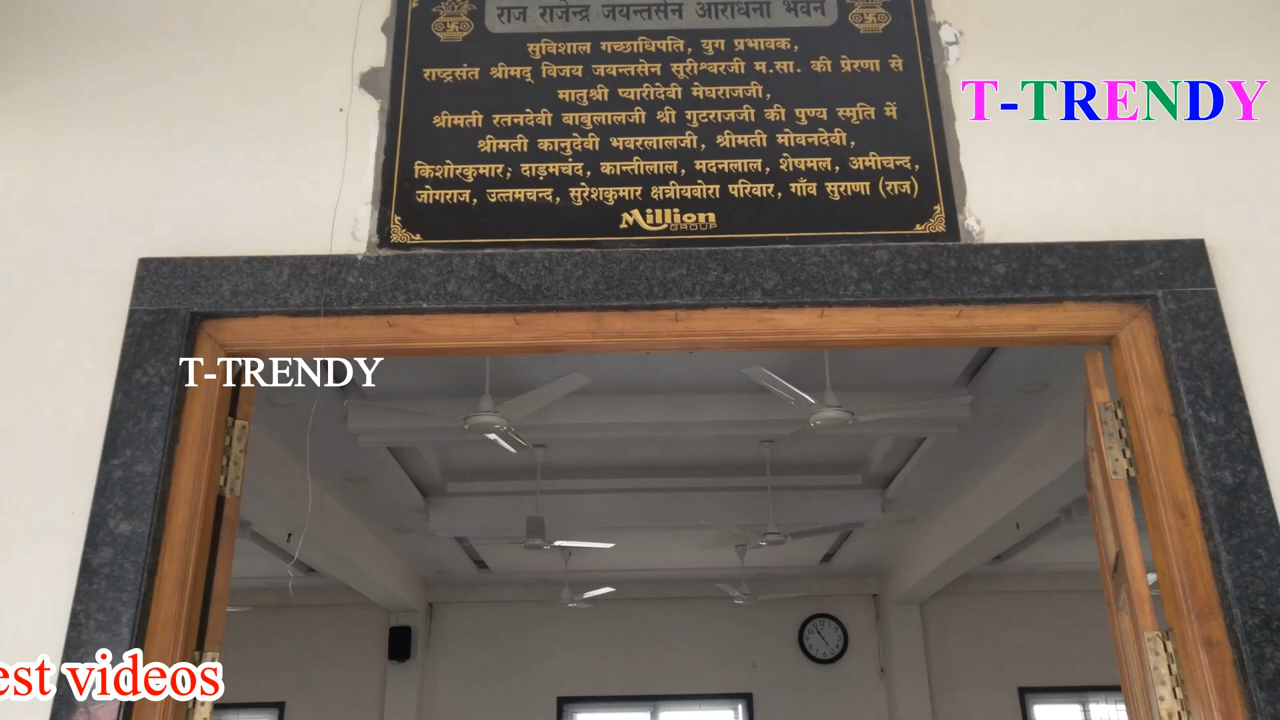 राज राजेन्द्र जयन्तसेन आराधना भवन
सुविशाल गच्छाधिपति, युग प्रभावक,
राष्ट्रसंत श्रीमद् विजय जयन्तसेन सूरीश्वरजी म.सा. की प्रेरणा से
मातुश्री प्यारीदेवी मेघराजजी,
श्रीमती रतनदेवी बाबुलालजी श्री गुटराजजी की पुण्य स्मृति में
श्रीमती कानुदेवी भवरलालजी, श्रीमती मोवनदेवी,
किशोरकुमार, दाड़मचंद, कान्तीलाल, मदनलाल, शेषमल, अमीचन्द,
जोगराज, उत्तमचन्द, सुरेशकुमार क्षत्रीयबोरा परिवार, गाँव सुराणा (राज)
Million
GROUP
T-TRENDY
T-TRENDY
est videos